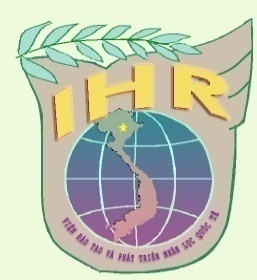 IHR
VIỆN ĐÀO TẠO VÀ PHÁT TRIỂN NHÂN LỰC QUỐC TẾ